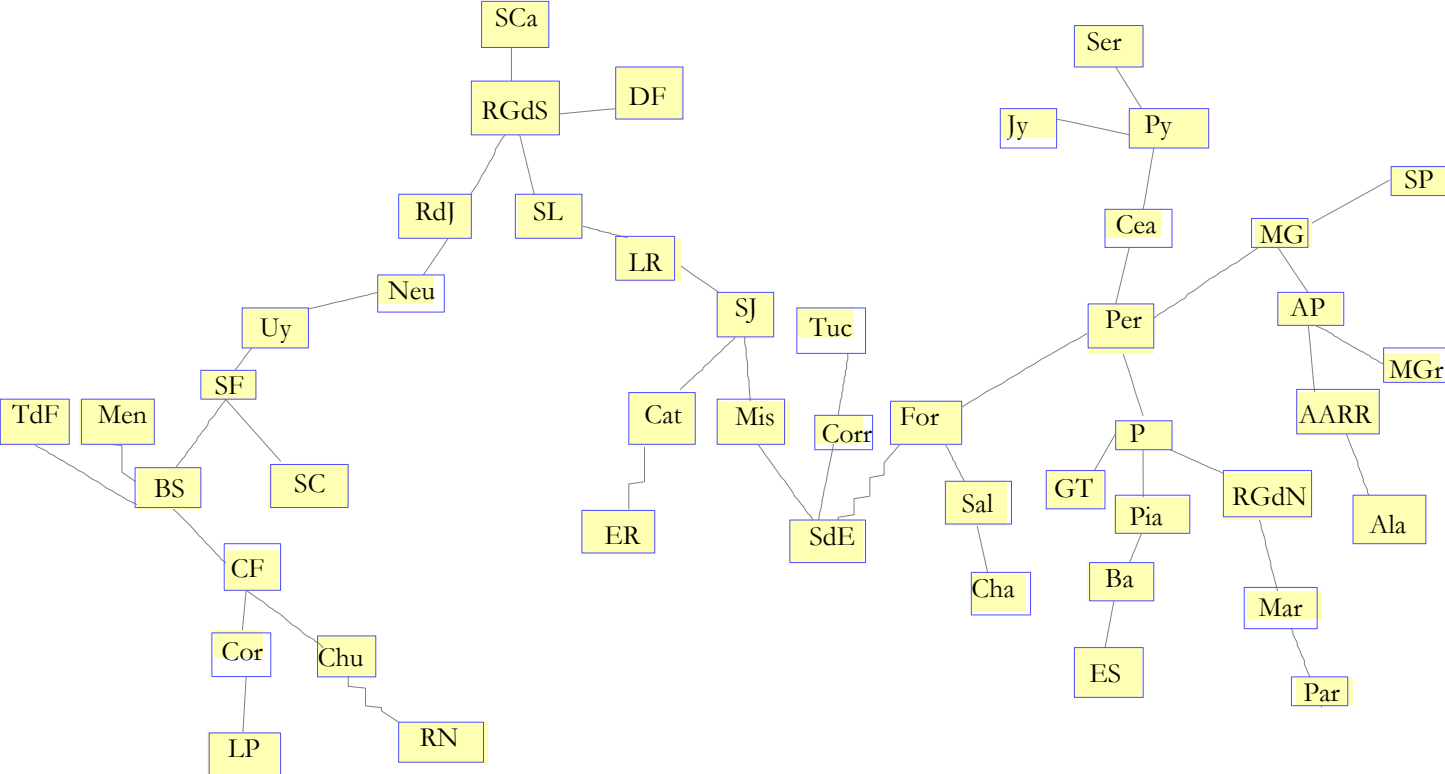 SCa
Ser
RGdS
DF
Jy
Py
SP
RdJ
SL
Cea
MG
LR
Neu
SJ
AP
Uy
Tuc
Per
MGr
SF
TdF
Men
Cat
Mis
Corr
For
P
AARR
BS
SC
GT
RGdN
Sal
Pia
Ala
ER
SdE
CF
Ba
Cha
Mar
Cor
Chu
ES
Par
LP
RN